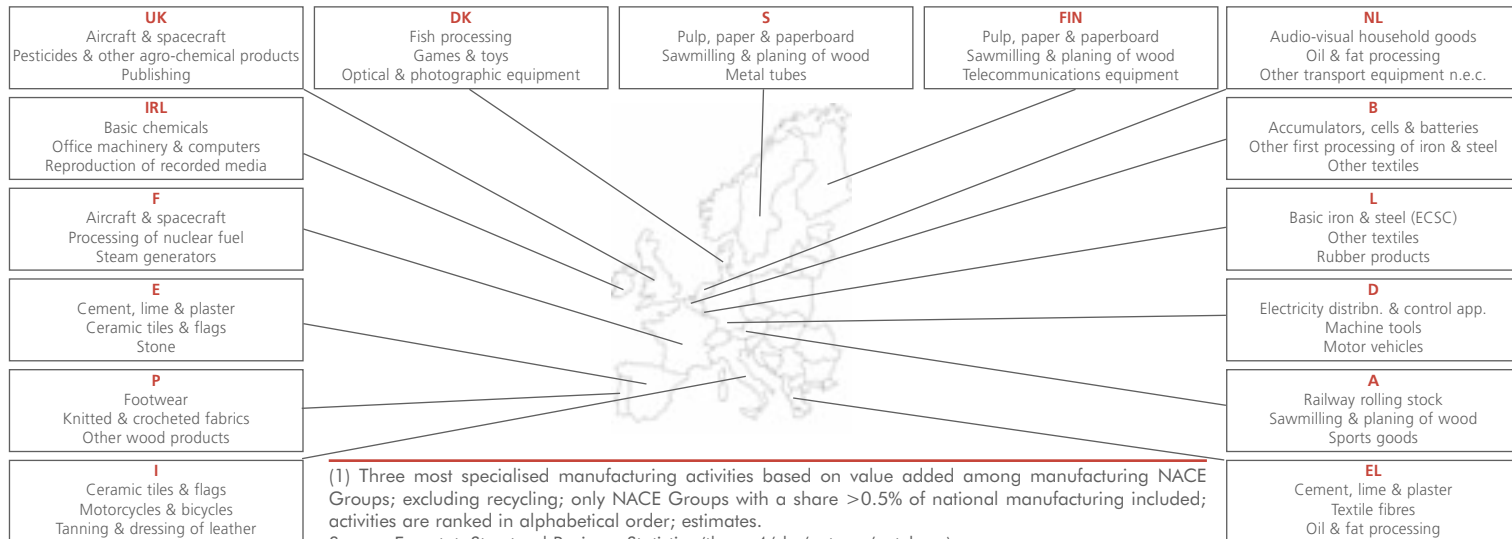 UK
Aircraft & spacecraft
Pesticides & other agro-chemical products
Publishing
DK
Fish processing
Games & toys
Optical & photographic equipment
S
Pulp, paper & paperboard
Sawmilling & planing of wood
Metal tubes
FIN
Pulp, paper & paperboard
Sawmilling & planing of wood
Telecommunications equipment
NL
Audio-visual household goods
Oil & fat processing
Other transport equipment n.e.c.
IRL
Basic chemicals
Office machinery & computers
Reproduction of recorded media
B
Accumulators, cells & batteries
Other first processing of iron & steel
Other textiles
F
Aircraft & spacecraft
Processing of nuclear fuel
Steam generators
L
Basic iron & steel (ECSC)
Other textiles
Rubber products
E
Cement, lime & plaster
Ceramic tiles & flags
Stone
D
Electricity distribn. & control app.
Machine tools
Motor vehicles
P
Footwear
Knitted & crocheted fabrics
Other wood products
A
Railway rolling stock
Sawmilling & planing of wood
Sports goods
I
Ceramic tiles & flags
Motorcycles & bicycles
Tanning & dressing of leather
EL
Cement, lime & plaster
Textile fibres
Oil & fat processing
(1) Three most specialised manufacturing activities based on value added among manufacturing NACE
Groups; excluding recycling; only NACE Groups with a share >0.5% of national manufacturing included;
activities are ranked in alphabetical order; estimates.